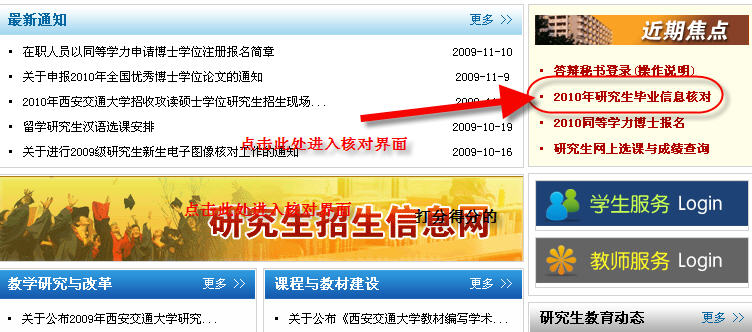 最新通知
更多 >>
在职人员以同等学力申请博士学位注册报名简章 2009-11-10
关于申报2010年全国优秀博士学位论文的通知 2009-11-9
2010年西安交通大学招收攻读硕士学位研究生招生现场...
留学研究生汉语选课安排 2009-10-19
关于进行2009级研究生新生电子图像核对工作的通知 2009-10-16
点击此处进入核对界面
近期焦点
答辩秘书登录(操作说明)
2010年研究生毕业信息核对
2010同等学力博士报名
研究生网上选课与成绩查询
点击此处进入核对界面
打分得分的
研究生招生信息网
学生服务 Login
教师服务 Login
教学研究与改革 更多 >>
关于公布2009年西安交通大学研究...
课程与教材建设 更多 >>
关于公布《西安交通大学教材编写学术...
研究生教育动态 更多 >>